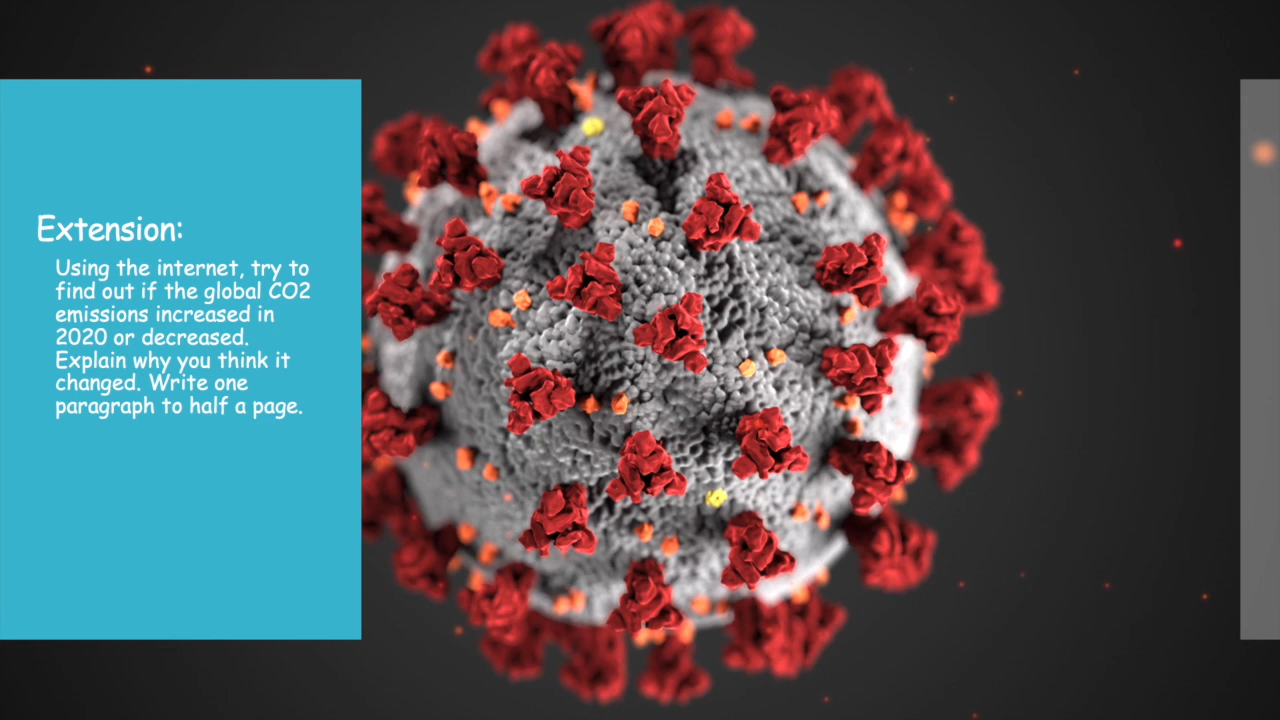 Extension:
Using the internet, try to
find out if the global CO2
emissions increased in
2020 or decreased.
Explain why you think it
changed. Write one
paragraph to half a page.